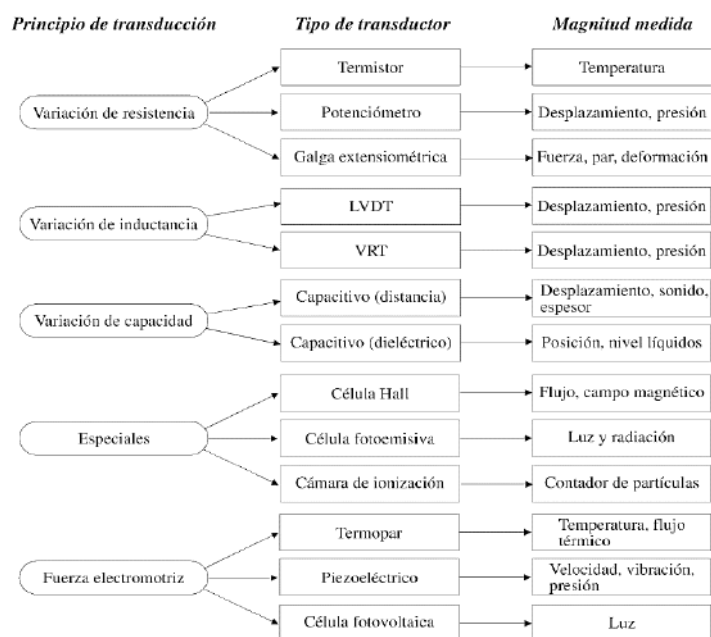 Principio de transducción Tipo de transductor Magnitud medida
Termistor Temperatura
Variación de resistencia Potenciómetro Desplazamiento, presión
Galga extensiométrica Fuerza, par, deformación
LVDT Desplazamiento, presión
Variación de inductancia
VRT Desplazamiento, presión
Capacitivo (distancia) Desplazamiento, sonido,
espesor
Variación de capacidad
Capacitivo (dieléctrico) Posición, nivel líquidos
Célula Hall Flujo, campo magnético
Especiales Célula fotoemisiva Luz y radiación
Cámara de ionización Contador de partículas
Termopar Temperatura, flujo
térmico
Fuerza electromotriz Piezoeléctrico Velocidad, vibración,
presión
Célula fotovoltaica Luz